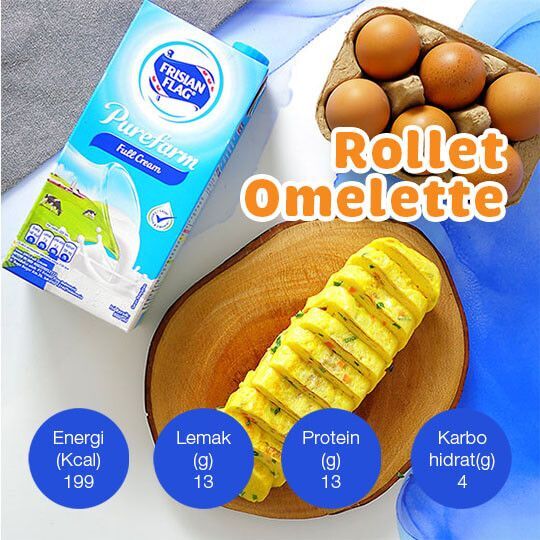 FRISIAN
FLAG
Purefarm
Full Cream
Rollet
Omelette
Energi
(Kcal)
199
Lemak
(g)
13
Protein
(g)
13
Karbo
hidrat(g)
4